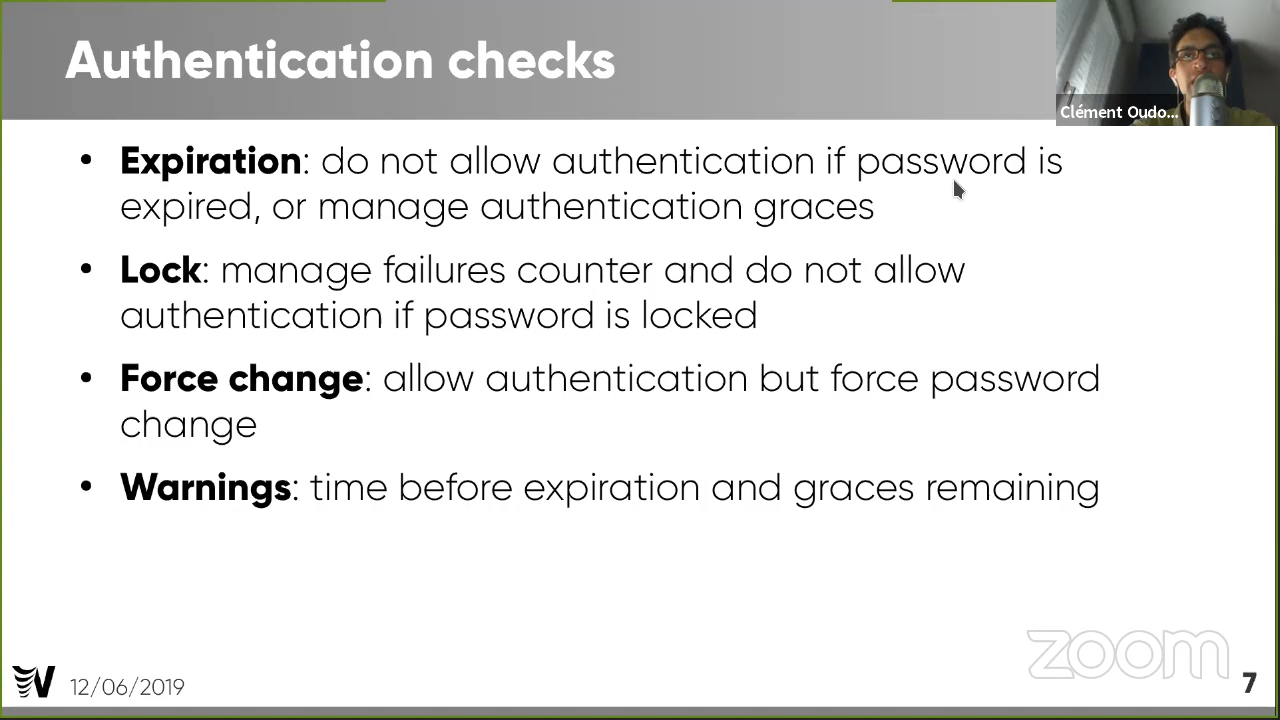 Authentication checks
Clément Oudo...
• Expiration: do not allow authentication if password is
expired, or manage authentication graces
• Lock: manage failures counter and do not allow
authentication if password is locked
• Force change: allow authentication but force password
change
• Warnings: time before expiration and graces remaining
zoom
W 12/06/2019
7